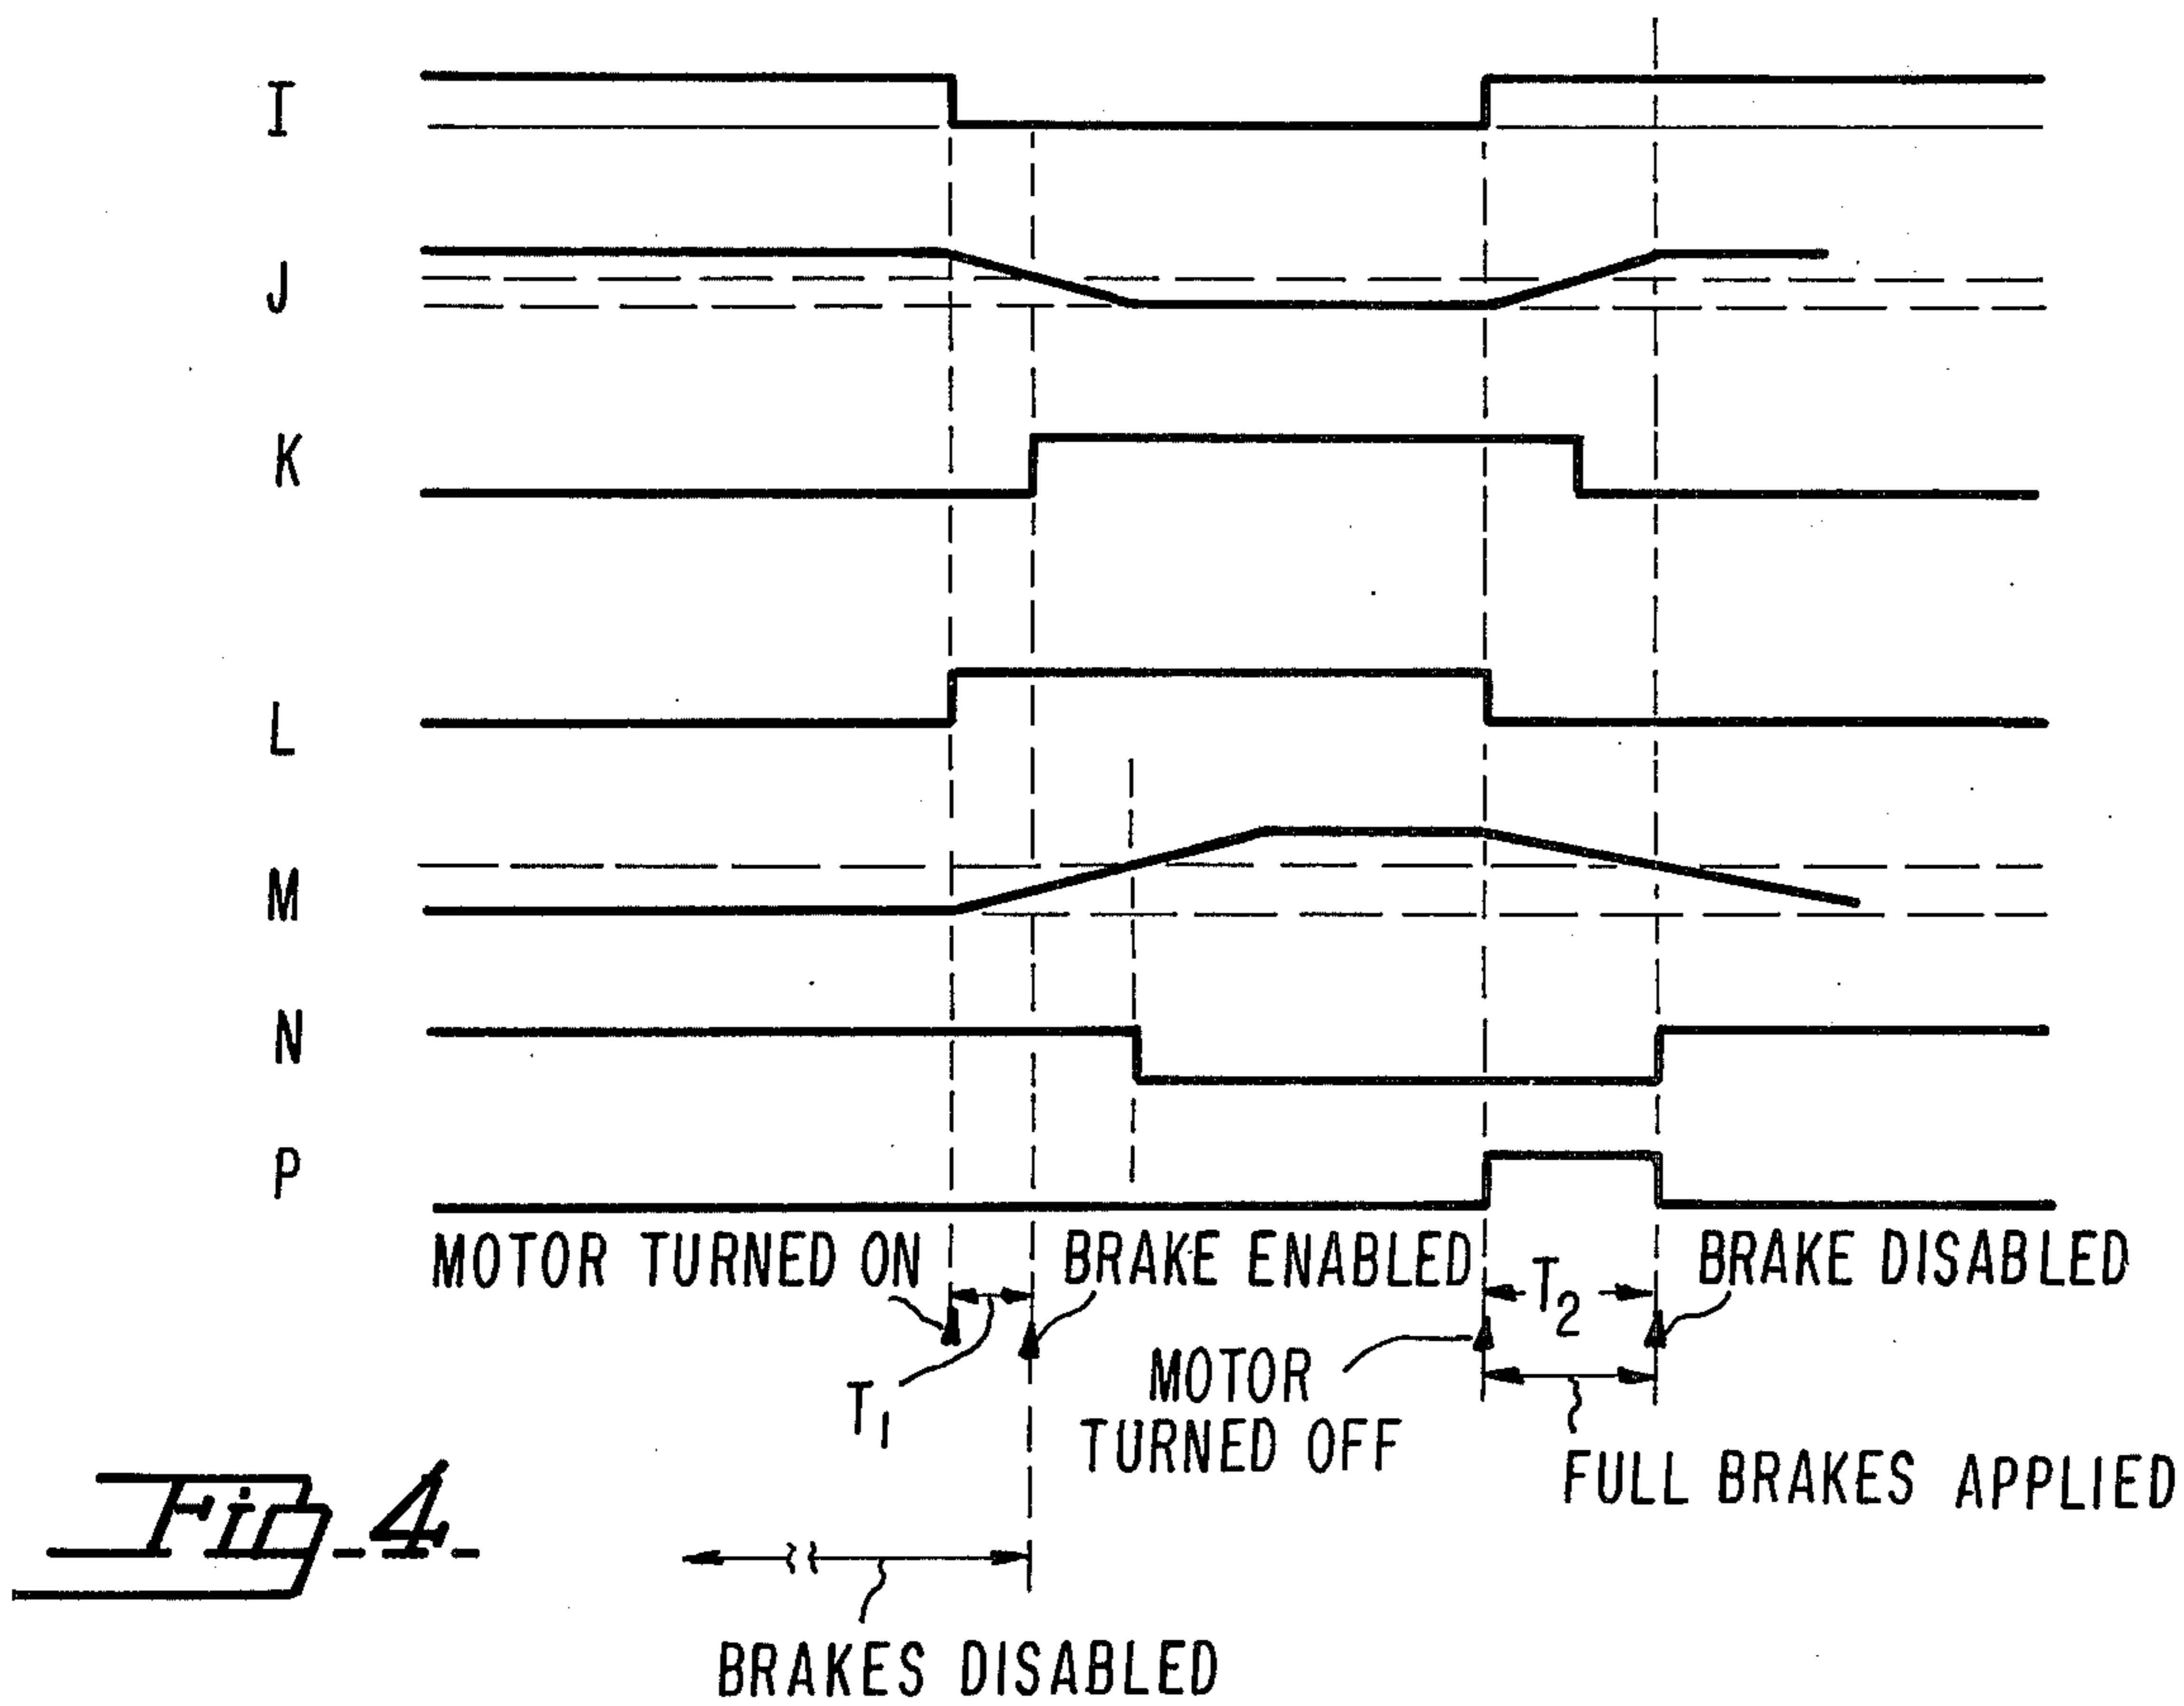 I
J
K
L
M
N
P
MOTOR TURNED ON
BRAKE ENABLED
T2
BRAKE DISABLED
T1
MOTOR
TURNED OFF
FULL BRAKES APPLIED
Fig-4-
BRAKES DISABLED